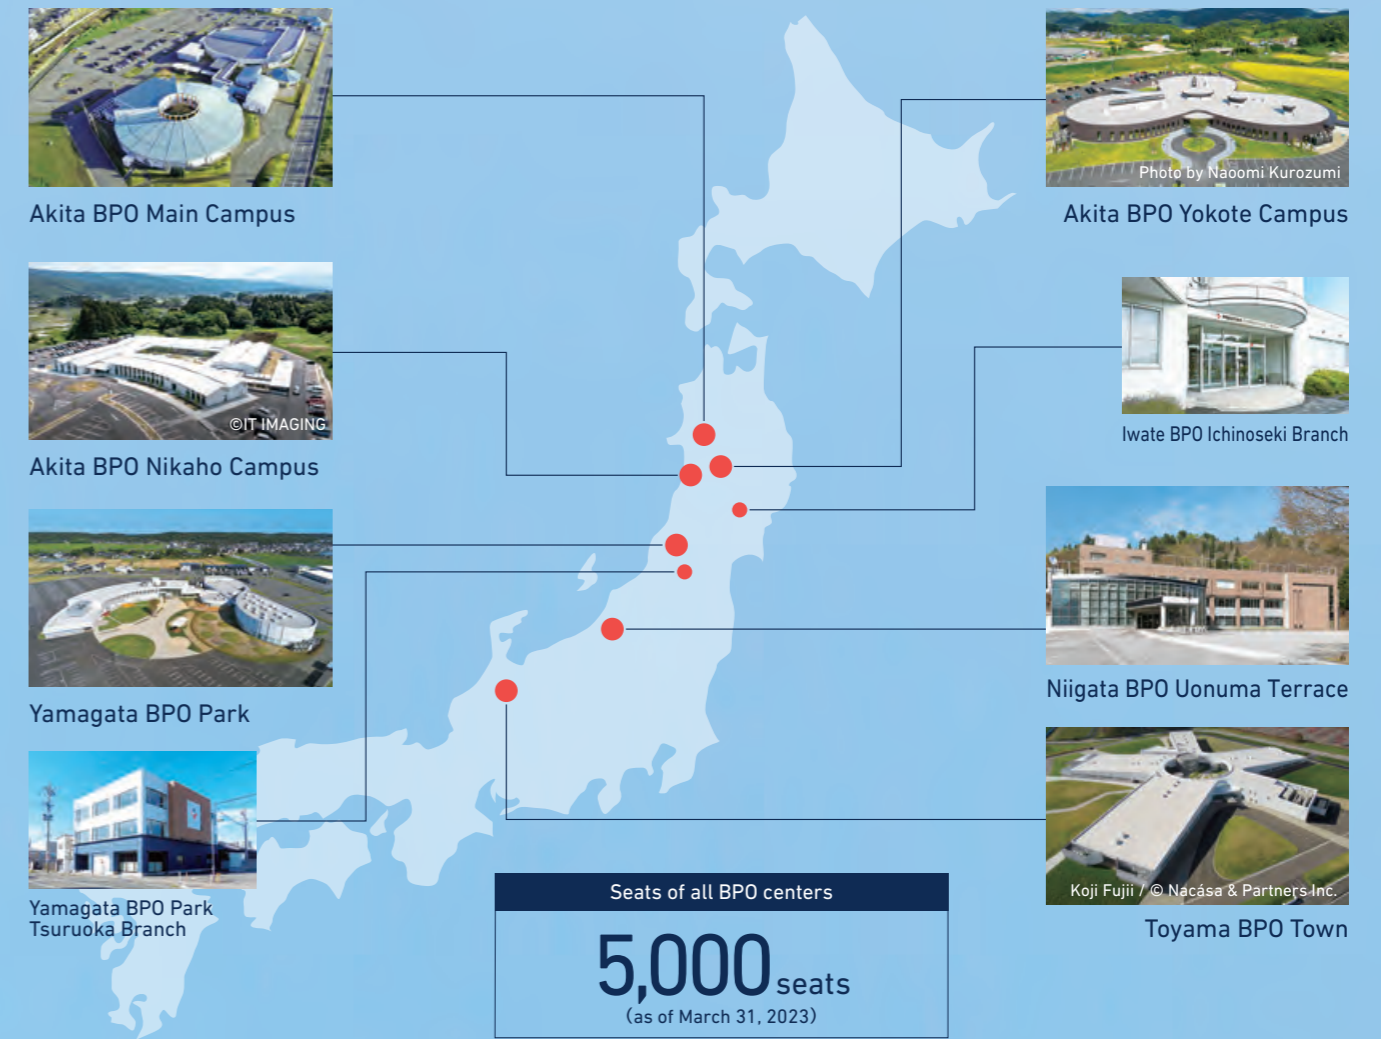 Akita BPO Main Campus
©IT IMAGING
Akita BPO Nikaho Campus
Yamagata BPO Park
Yamagata BPO Park
Tsuruoka Branch
Photo by Naoomi Kurozumi
Akita BPO Yokote Campus
Iwate BPO Ichinoseki Branch
Niigata BPO Uonuma Terrace
Koji Fujii / © Nacása & Partners Inc.
Toyama BPO Town
Seats of all BPO centers
5,000 seats
(as of March 31, 2023)